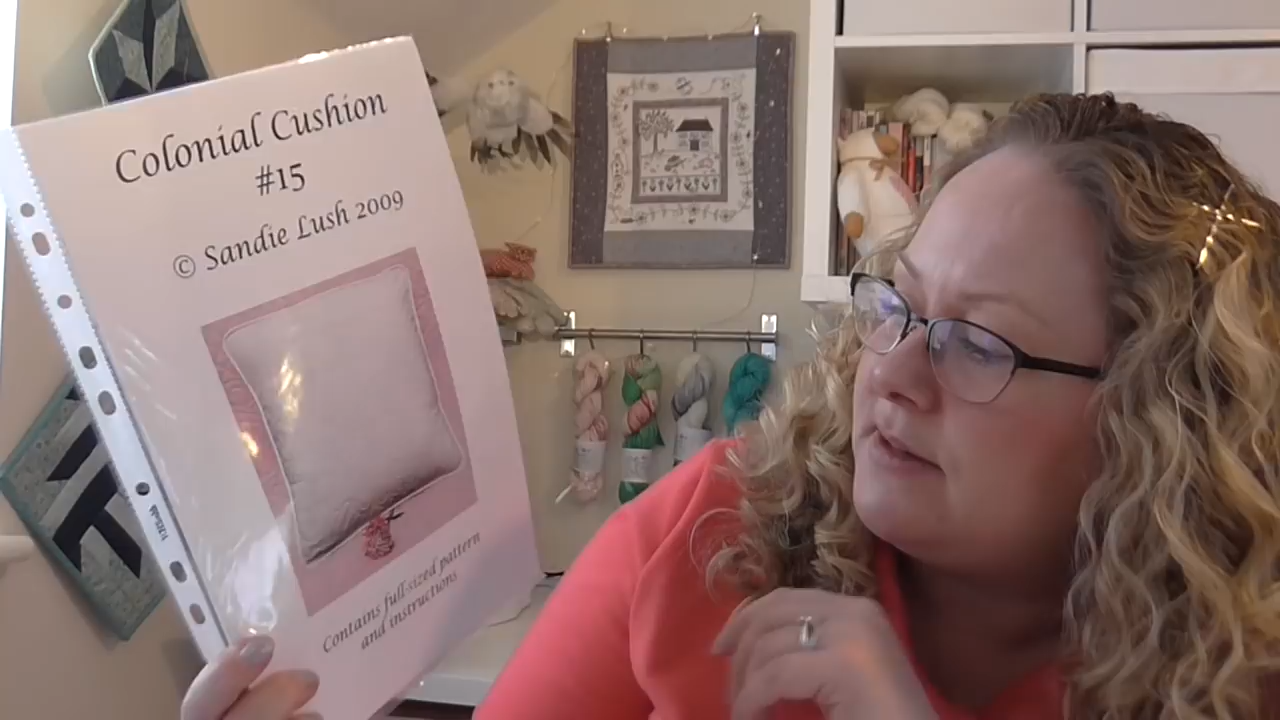 Colonial Cushion
#15
© Sandie Lush 2009
Contains full-sized pattern
and instructions